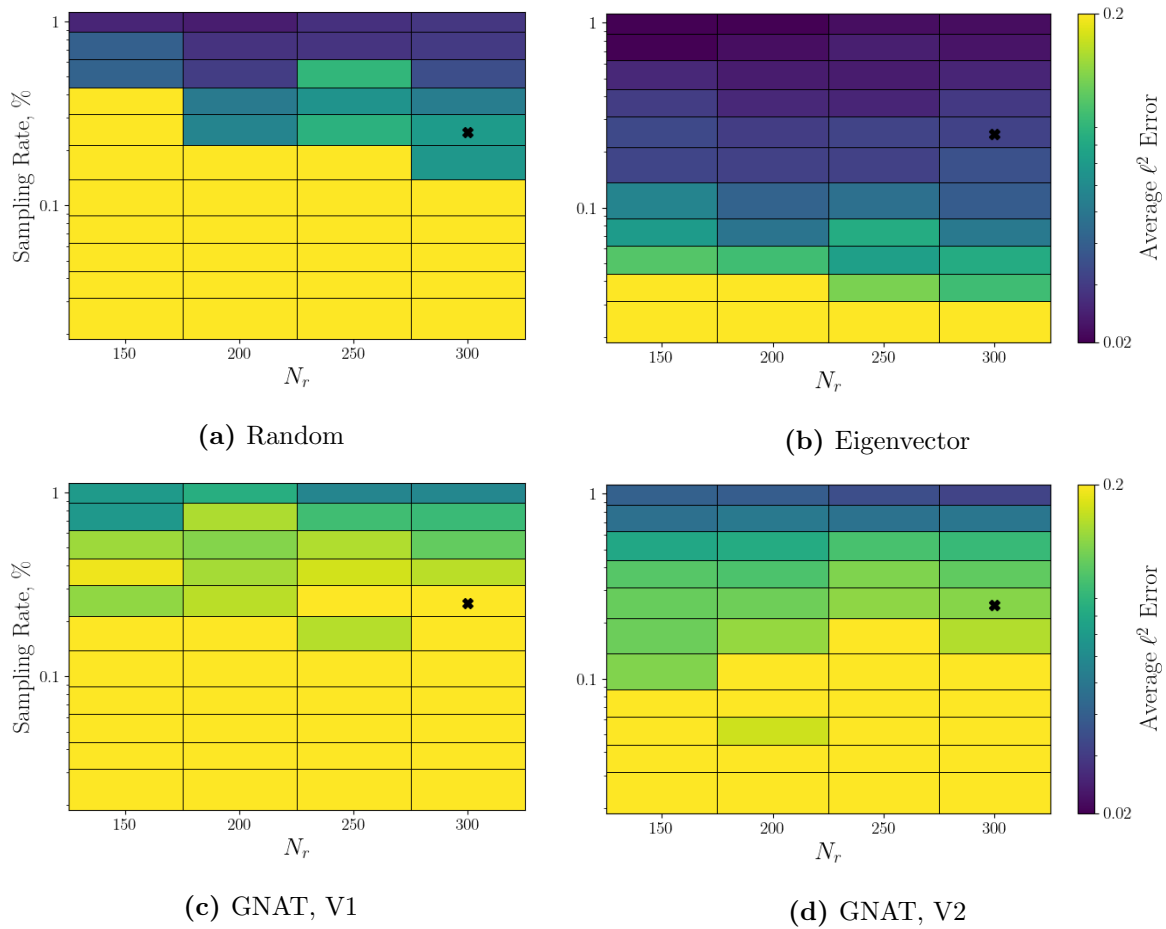 1
0.1
Sampling Rate, %
150 200 250 300
N_r
(a) Random
1
0.1
150 200 250 300
N_r
0.2
0.02
Average ℓ² Error
(b) Eigenvector
1
0.1
Sampling Rate, %
150 200 250 300
N_r
(c) GNAT, V1
1
0.1
150 200 250 300
N_r
0.2
0.02
Average ℓ² Error
(d) GNAT, V2